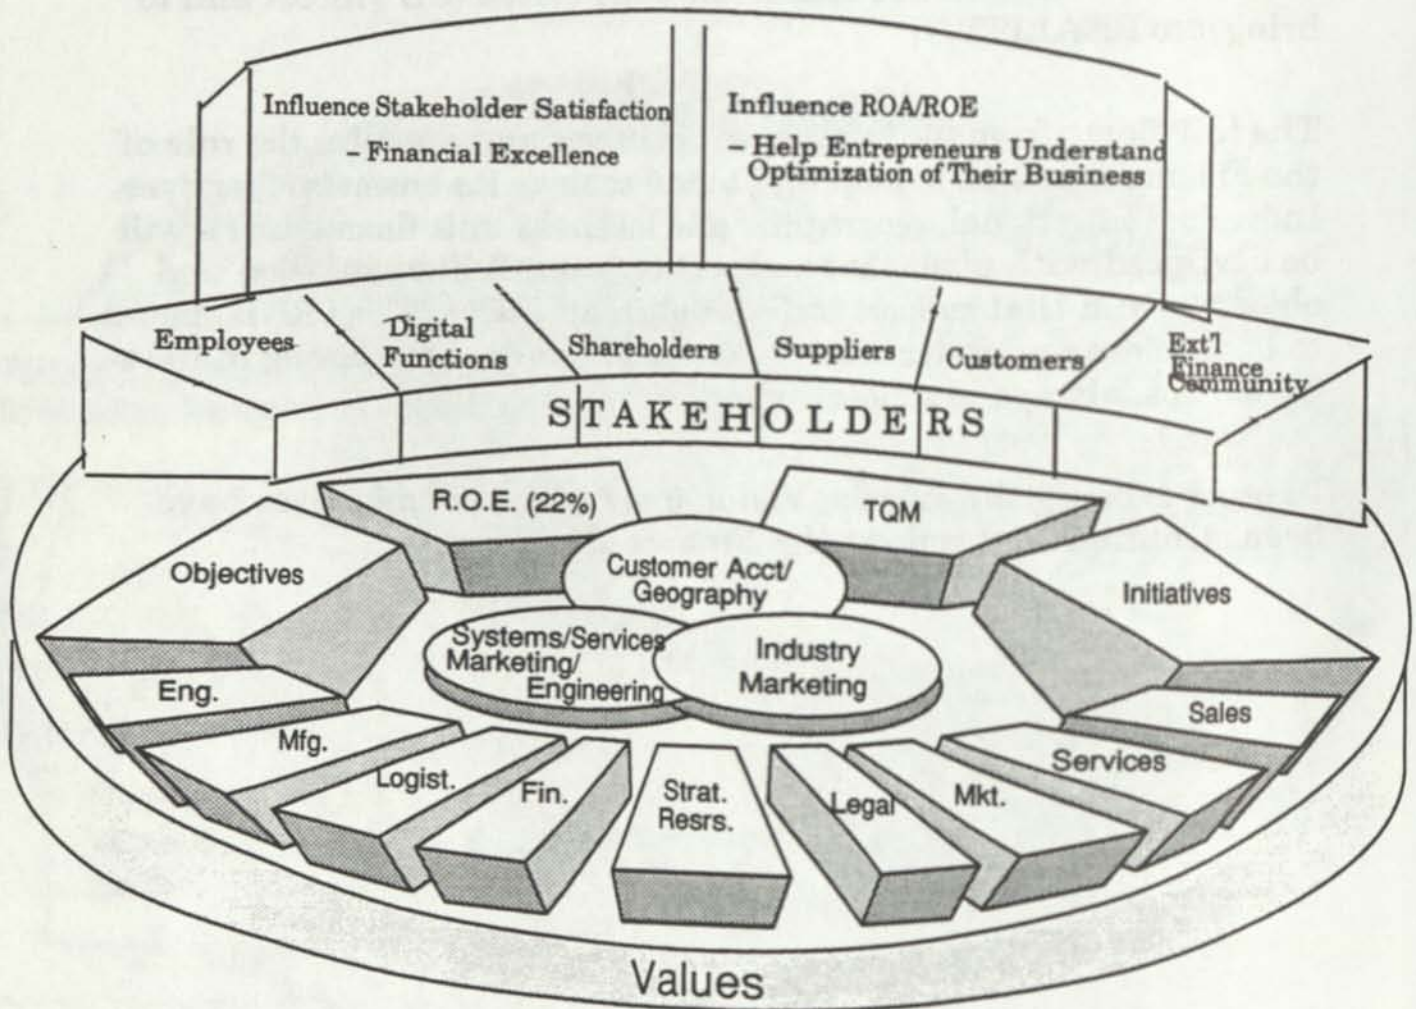 Influence Stakeholder Satisfaction
– Financial Excellence
Influence ROA/ROE
– Help Entrepreneurs Understand
Optimization of Their Business
Employees
Digital
Functions
Shareholders
Suppliers
Customers
Ext'l
Finance
Community
STAKEHOLDERS
R.O.E. (22%)
TQM
Objectives
Customer Acct/
Geography
Initiatives
Systems/Services
Marketing/
Engineering
Industry
Marketing
Eng.
Mfg.
Logist.
Fin.
Strat.
Resrs.
Legal
Mkt.
Services
Sales
Values